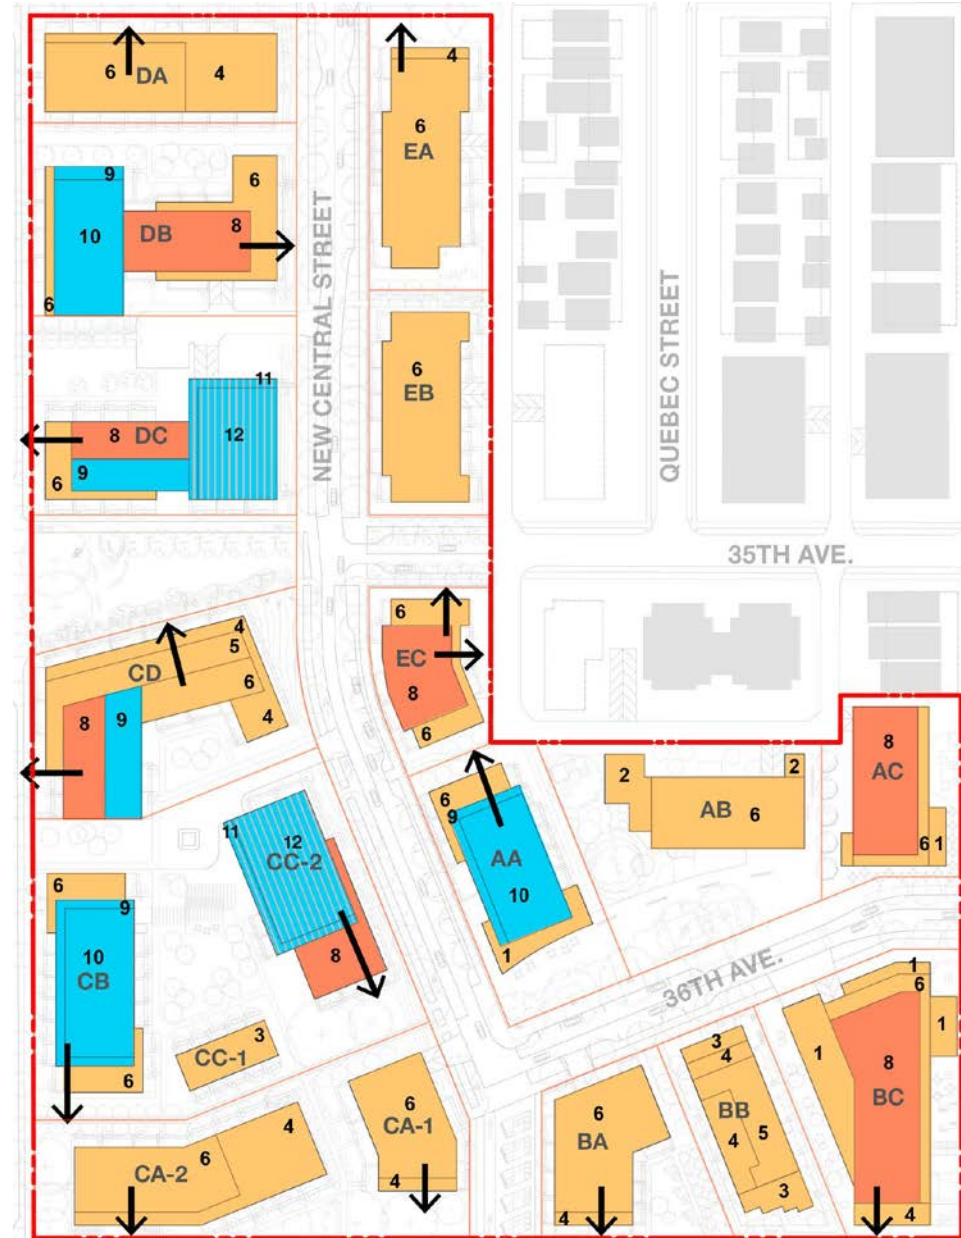 6
DA
4
4
6
EA
9
10
DB
8
6
6
NEW CENTRAL STREET
QUEBEC STREET
11
8
DC
12
9
6
6
EB
35TH AVE.
4
5
CD
6
4
8
9
6
EC
8
6
11
12
CC-2
8
6
9
AA
10
1
2
2
AB
6
8
AC
6
1
6
9
10
CB
6
36TH AVE.
3
CC-1
4
6
CA-2
6
CA-1
4
6
BA
4
3
4
BB
4
5
3
1
6
1
1
8
BC
4